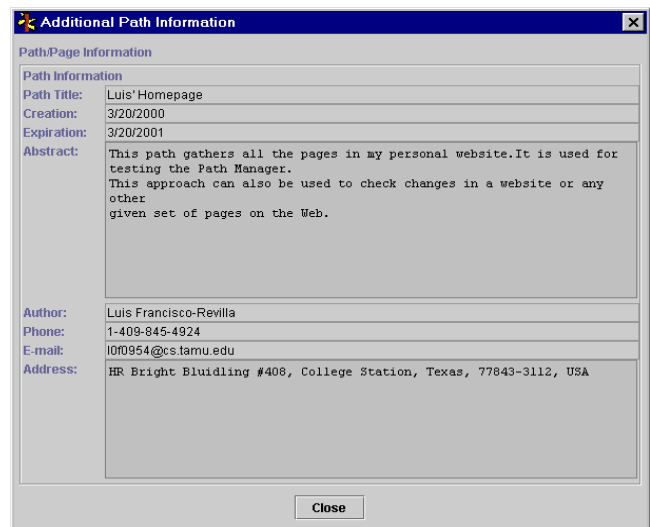 Additional Path Information
Path/Page Information
Path Information
Path Title: Luis' Homepage
Creation: 3/20/2000
Expiration: 3/20/2001
Abstract: This path gathers all the pages in my personal website.It is used for
testing the Path Manager.
This approach can also be used to check changes in a website or any
other
given set of pages on the Web.
Author: Luis Francisco-Revilla
Phone: 1-409-845-4924
E-mail: l0f0954@cs.tamu.edu
Address: HR Bright Bluidling #408, College Station, Texas, 77843-3112, USA
Close